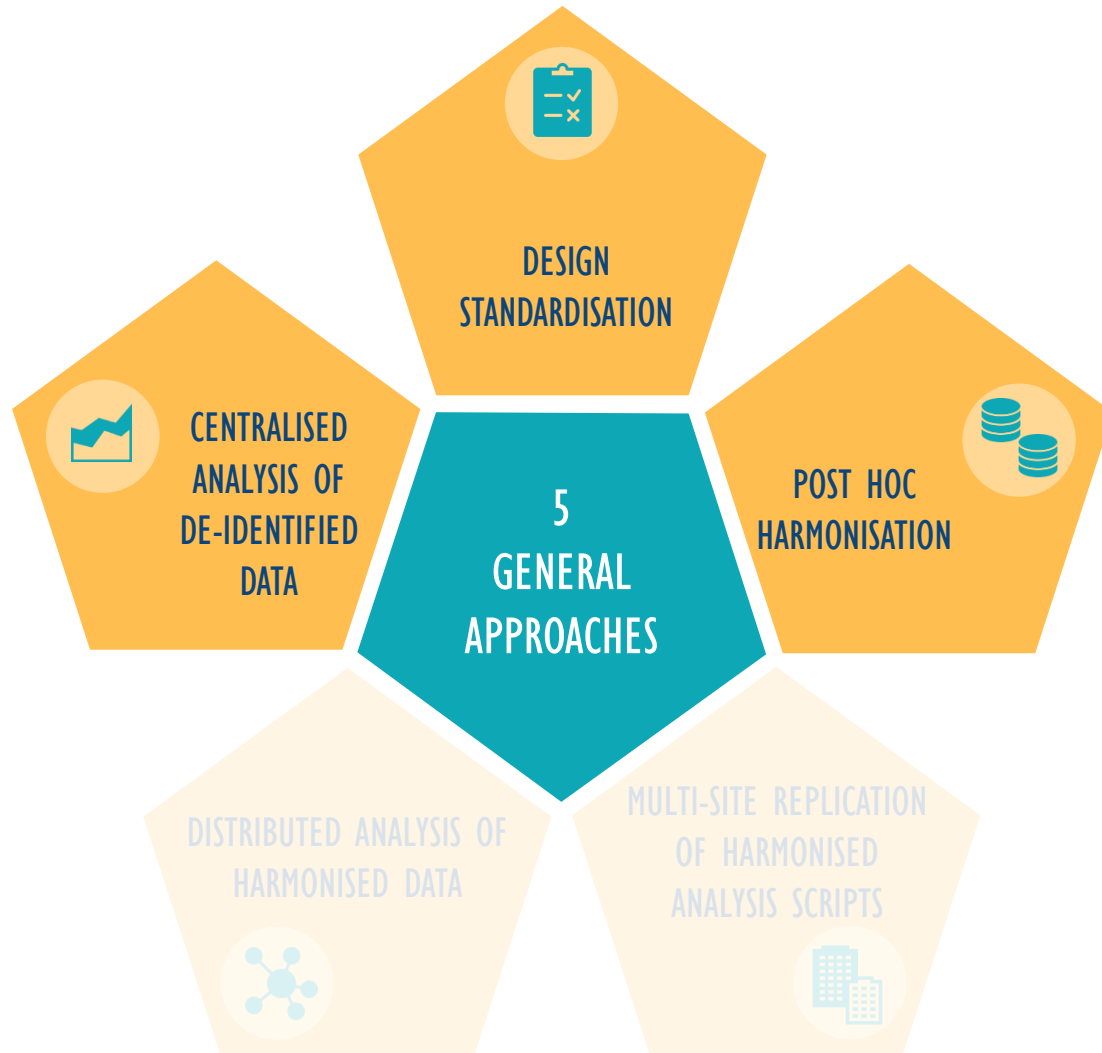 DESIGN
STANDARDISATION
CENTRALISED
ANALYSIS OF
DE-IDENTIFIED
DATA
5
GENERAL
APPROACHES
POST HOC
HARMONISATION
DISTRIBUTED ANALYSIS OF
HARMONISED DATA
MULTI-SITE REPLICATION
OF HARMONISED
ANALYSIS SCRIPTS